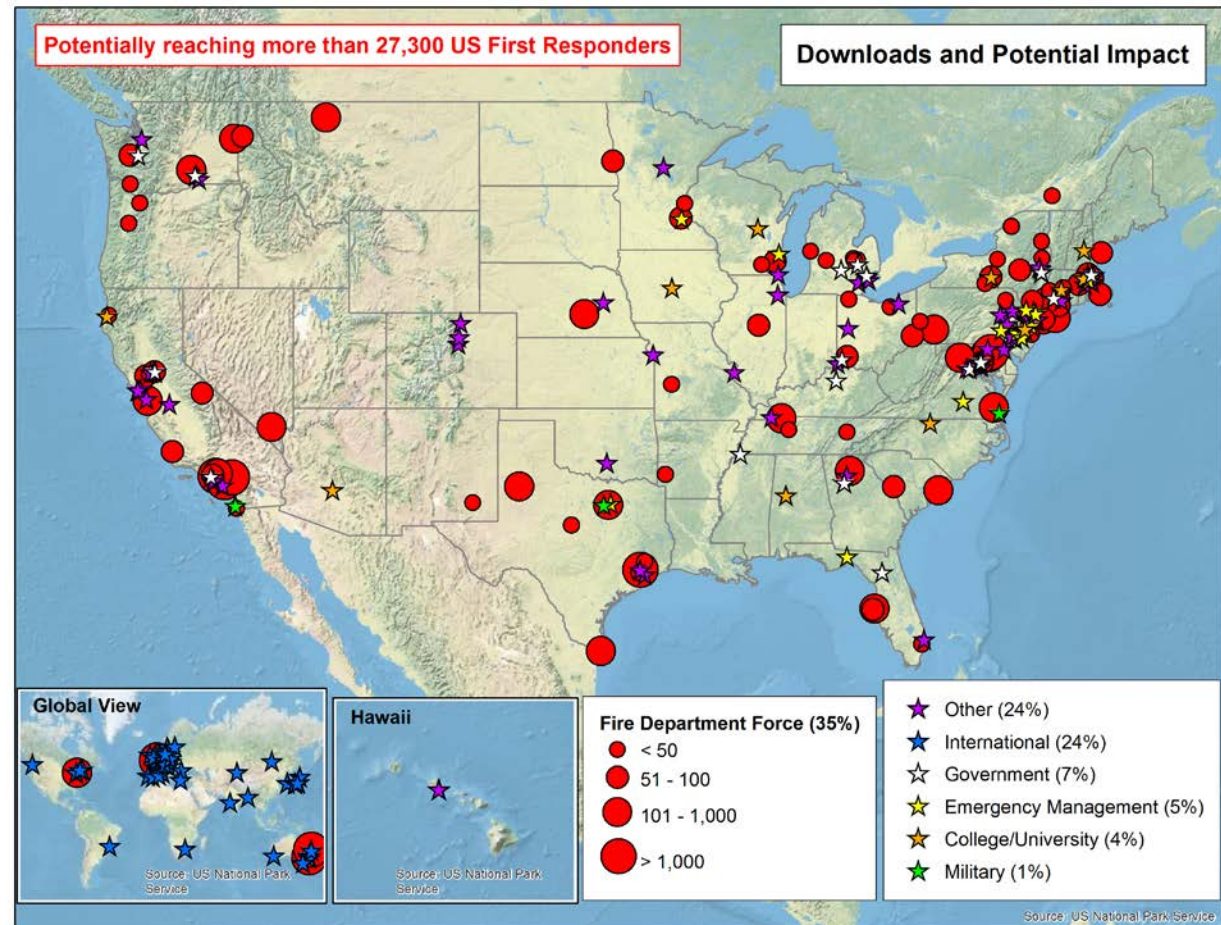 Potentially reaching more than 27,300 US First Responders
Downloads and Potential Impact
Global View
Source: US National Park
Service
Hawaii
Source: US National Park
Service
Fire Department Force (35%)
< 50
51 - 100
101 - 1,000
> 1,000
Other (24%)
International (24%)
Government (7%)
Emergency Management (5%)
College/University (4%)
Military (1%)
Source: US National Park Service